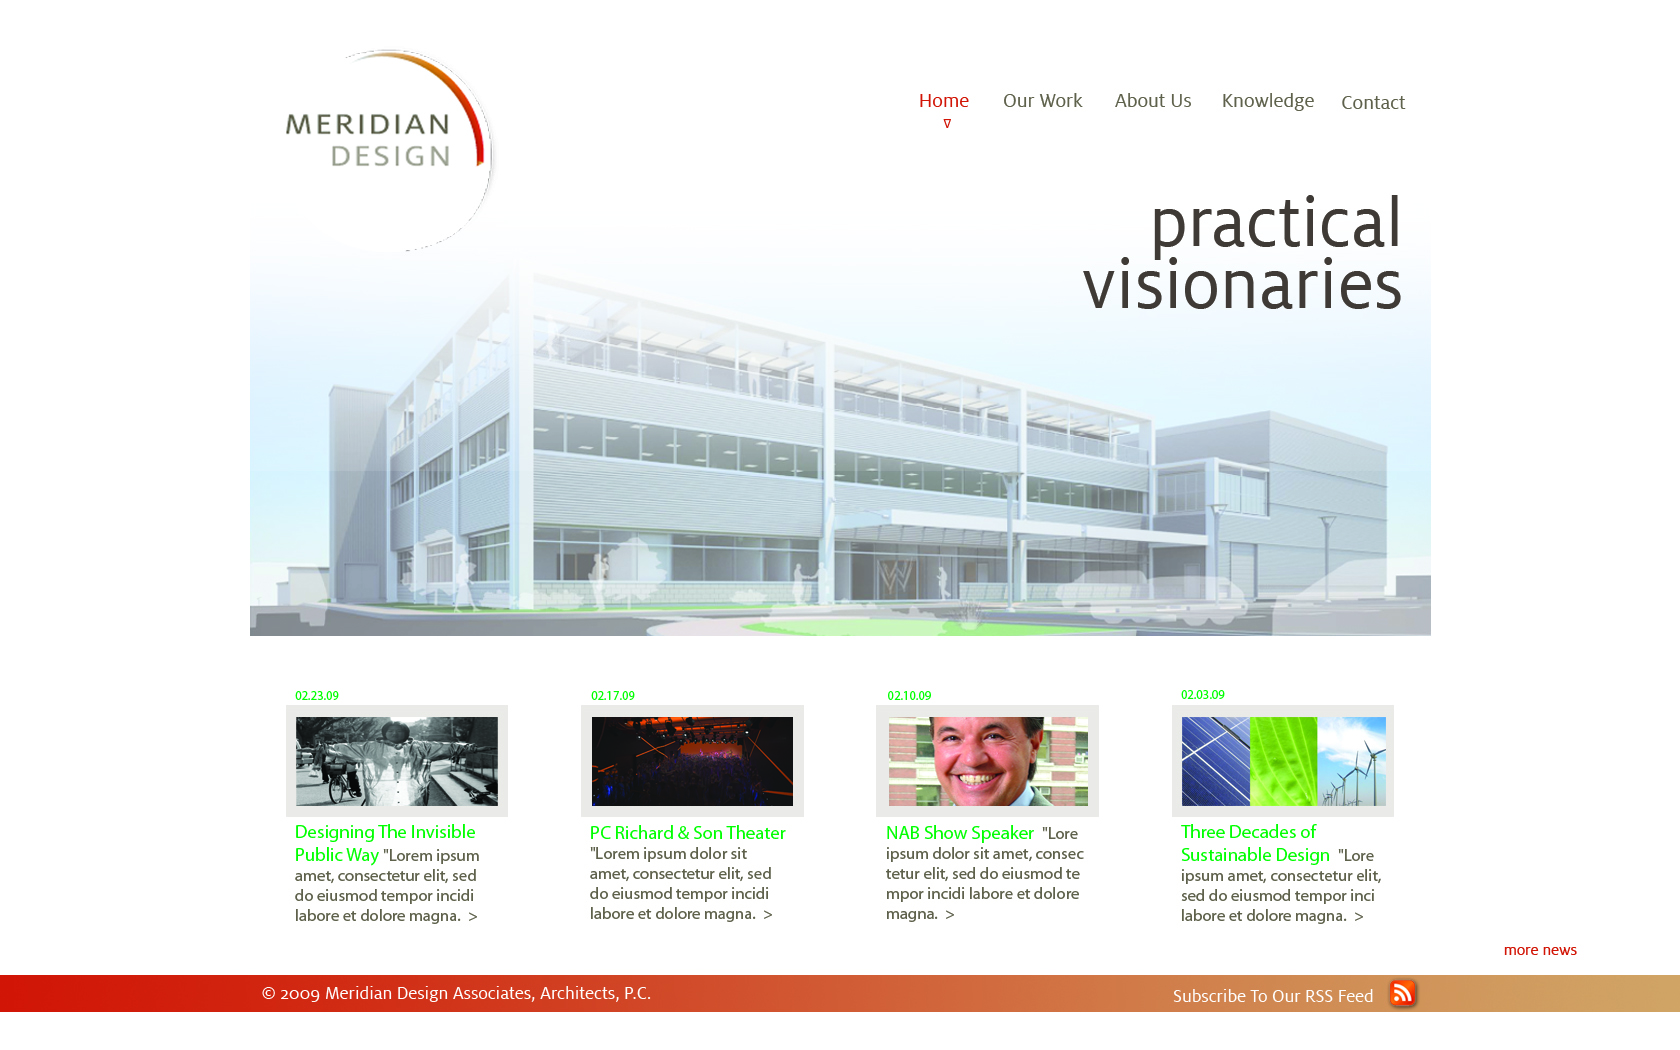 MERIDIAN
DESIGN
Home
Our Work
About Us
Knowledge
Contact
practical
visionaries
W
02.23.09
Designing The Invisible
Public Way "Lorem ipsum
amet, consectetur elit, sed
do eiusmod tempor incidi
labore et dolore magna. >
02.17.09
PC Richard & Son Theater
"Lorem ipsum dolor sit
amet, consectetur elit, sed
do eiusmod tempor incidi
labore et dolore magna. >
02.10.09
NAB Show Speaker "Lore
ipsum dolor sit amet, consec
tetur elit, sed do eiusmod te
mpor incidi labore et dolore
magna. >
02.03.09
Three Decades of
Sustainable Design "Lore
ipsum amet, consectetur elit,
sed do eiusmod tempor inci
labore et dolore magna. >
more news
© 2009 Meridian Design Associates, Architects, P.C.
Subscribe To Our RSS Feed